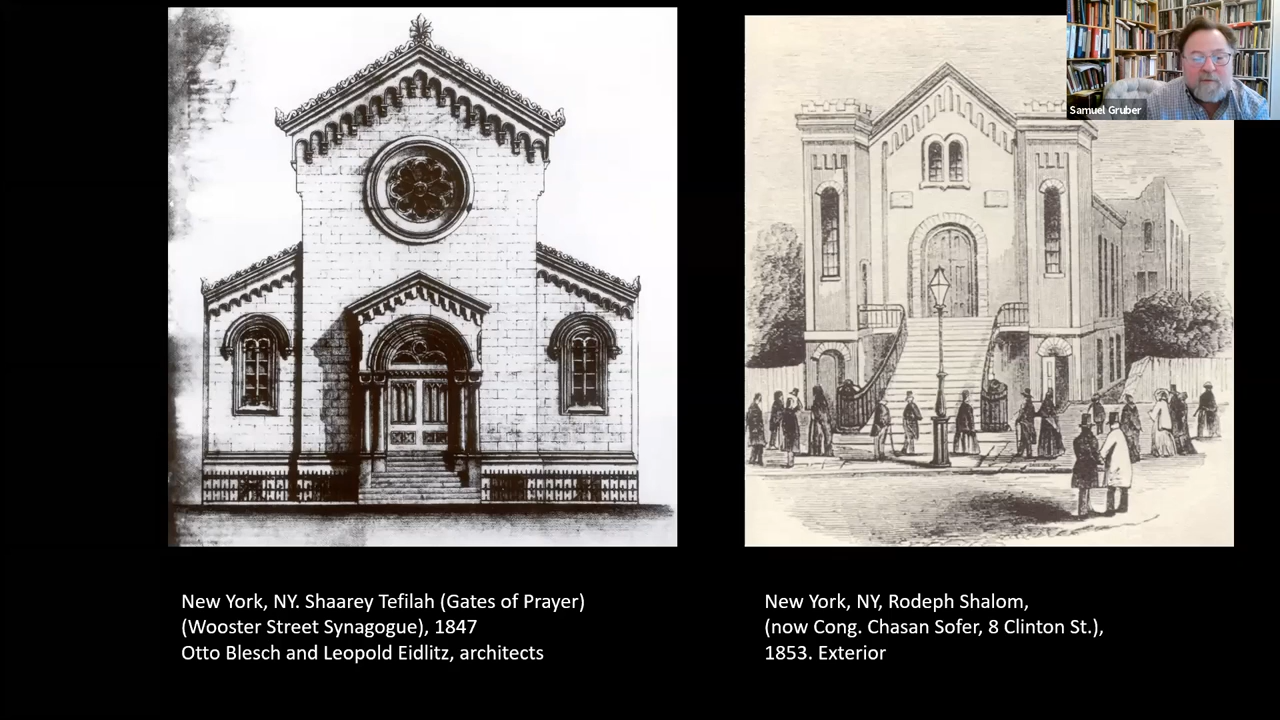 Samuel Gruber
New York, NY. Shaarey Tefilah (Gates of Prayer)
(Wooster Street Synagogue), 1847
Otto Blesch and Leopold Eidlitz, architects
New York, NY, Rodeph Shalom,
(now Cong. Chasan Sofer, 8 Clinton St.),
1853. Exterior